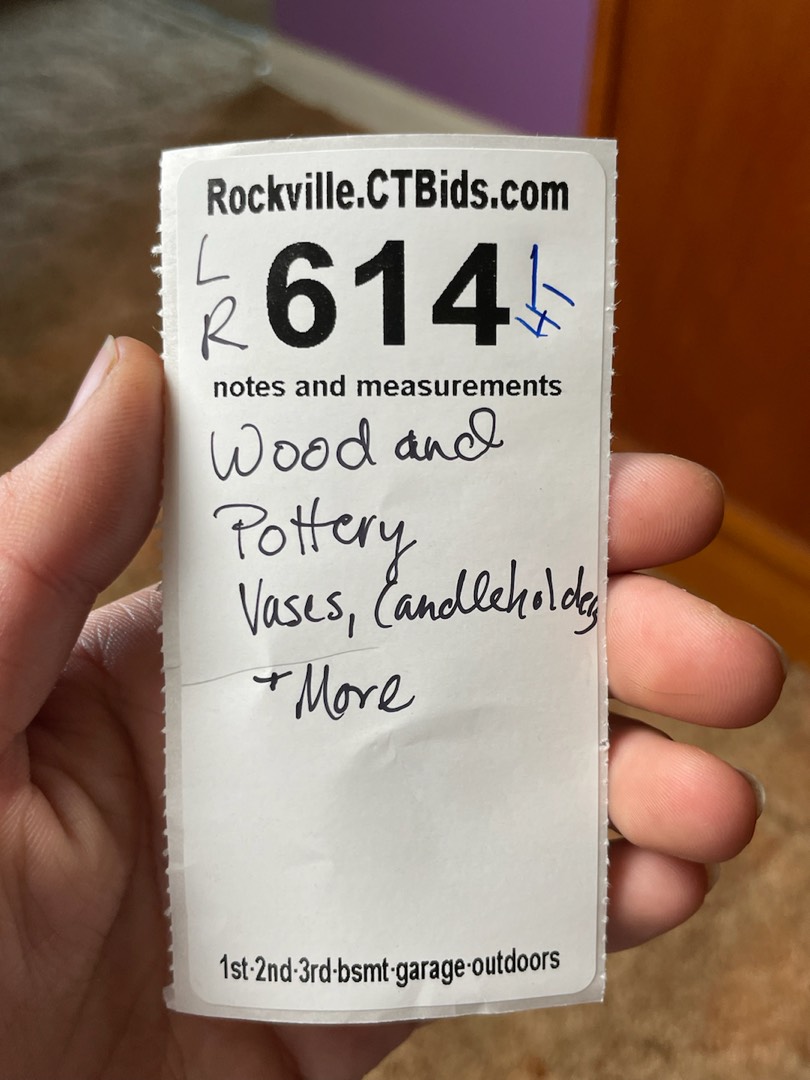 Rockville.CTBids.com
L
R
614
notes and measurements
Wood and
Pottery
Vases, Candleholders
+ More
1st·2nd·3rd·bsmt·garage·outdoors